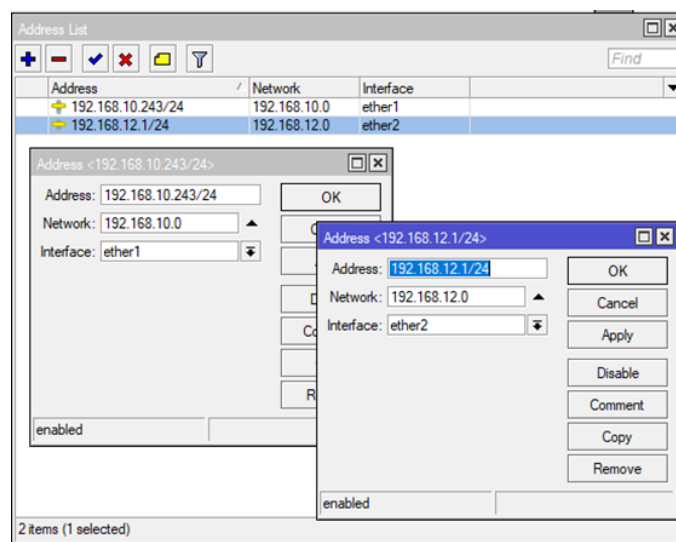 Address List
Find
Address / Network Interface
192.168.10.243/24 192.168.10.0 ether1
192.168.12.1/24 192.168.12.0 ether2
Address <192.168.10.243/24>
Address: 192.168.10.243/24
Network: 192.168.10.0
Interface: ether1
OK
enabled
Address <192.168.12.1/24>
Address: 192.168.12.1/24
Network: 192.168.12.0
Interface: ether2
OK
Cancel
Apply
Disable
Comment
Copy
Remove
enabled
2 items (1 selected)